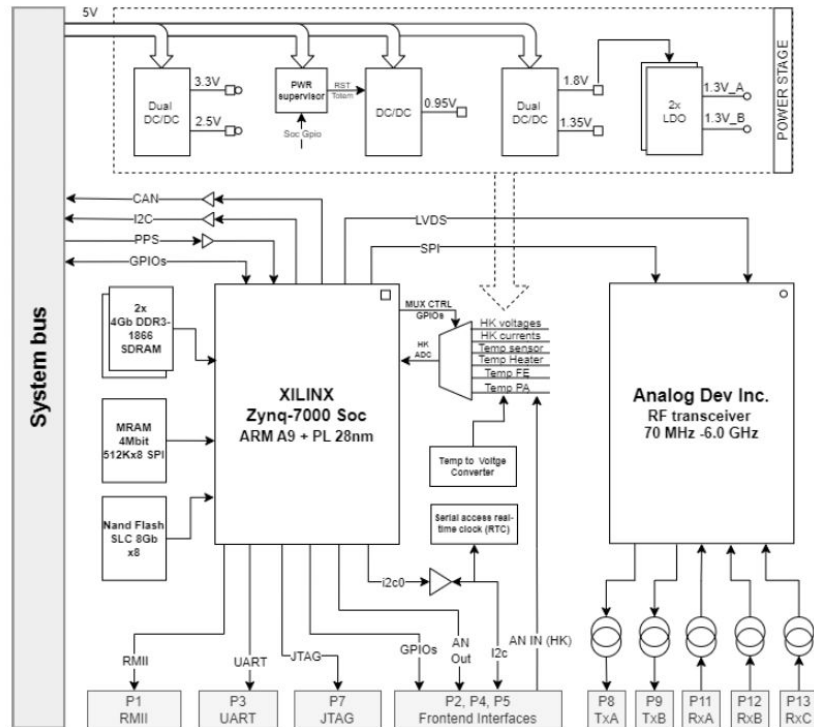 5V
3.3V
Dual
DC/DC
2.5V
PWR
supervisor
RST
Totem
Soc Gpio
DC/DC
0.95V
Dual
DC/DC
1.8V
1.35V
2x
LDO
1.3V_A
1.3V_B
POWER STAGE
System bus
CAN
I2C
PPS
GPIOs
LVDS
SPI
2x
4Gb DDR3-
1866
SDRAM
MRAM
4Mbit
512Kx8 SPI
Nand Flash
SLC 8Gb
x8
XILINX
Zynq-7000 Soc
ARM A9 + PL 28nm
MUX CTRL
GPIOs
HK
ADC
HK voltages
HK currents
Temp sensor
Temp Heater
Temp FE
Temp PA
Temp to Voltge
Converter
Serial access real-
time clock (RTC)
Analog Dev Inc.
RF transceiver
70 MHz -6.0 GHz
i2c0
RMII
UART
JTAG
GPIOs
AN
Out
I2c
AN IN (HK)
P1
RMII
P3
UART
P7
JTAG
P2, P4, P5
Frontend Interfaces
P8
TxA
P9
TxB
P11
RxA
P12
RxB
P13
RxC